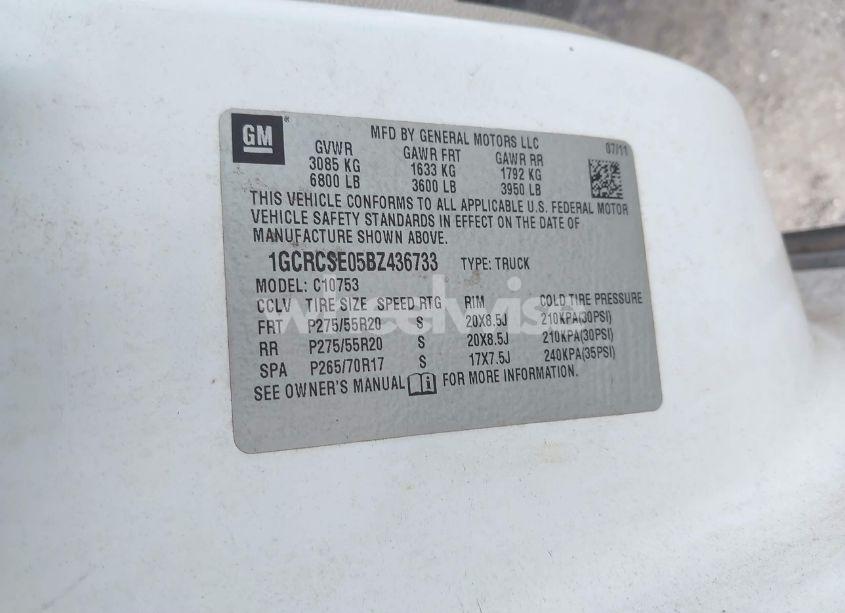 GM
MFD BY GENERAL MOTORS LLC 07/11
GVWR GAWR FRT GAWR RR
3085 KG 1633 KG 1792 KG
6800 LB 3600 LB 3950 LB
THIS VEHICLE CONFORMS TO ALL APPLICABLE U.S. FEDERAL MOTOR
VEHICLE SAFETY STANDARDS IN EFFECT ON THE DATE OF
MANUFACTURE SHOWN ABOVE.
1GCRCSE05BZ436733 TYPE: TRUCK
MODEL: C10753
CCLV TIRE SIZE SPEED RTG RIM COLD TIRE PRESSURE
FRT P275/55R20 S 20X8.5J 210KPA(30PSI)
RR P275/55R20 S 20X8.5J 210KPA(30PSI)
SPA P265/70R17 S 17X7.5J 240KPA(35PSI)
SEE OWNER'S MANUAL FOR MORE INFORMATION.
wheelwise